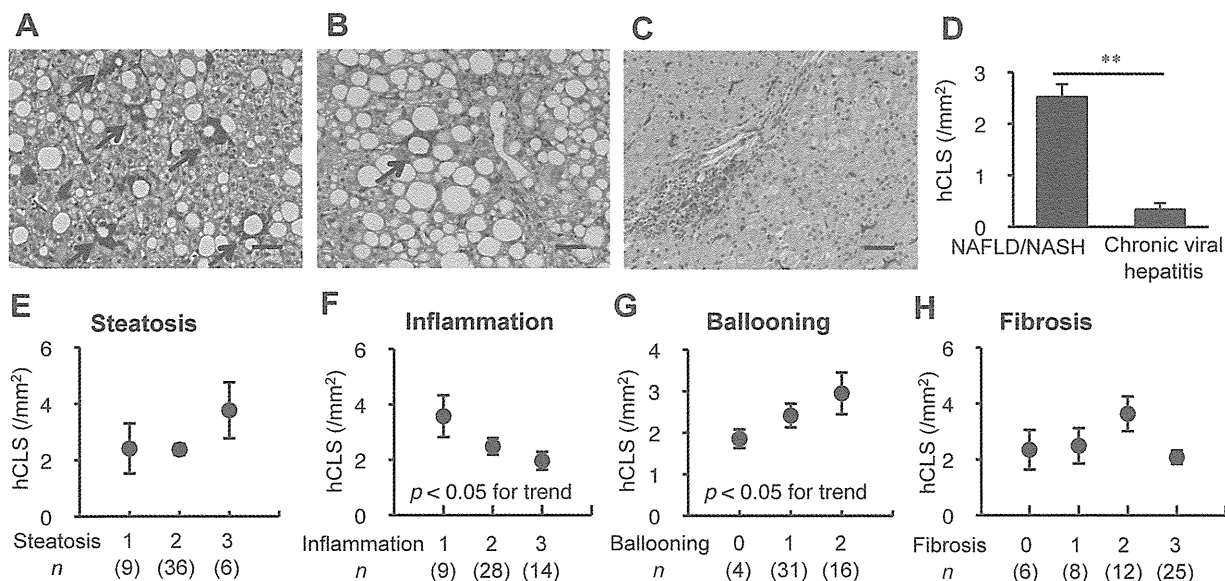 A
B
C
D
hCLS (/mm²)
3
2
1
0
**
NAFLD/NASH
Chronic viral
hepatitis
E
Steatosis
hCLS (/mm²)
6
4
2
0
Steatosis 1 2 3
n (9) (36) (6)
F
Inflammation
hCLS (/mm²)
6
4
2
0
p < 0.05 for trend
Inflammation 1 2 3
n (9) (28) (14)
G
Ballooning
hCLS (/mm²)
4
3
2
1
0
p < 0.05 for trend
Ballooning 0 1 2
n (4) (31) (16)
H
Fibrosis
hCLS (/mm²)
6
4
2
0
Fibrosis 0 1 2 3
n (6) (8) (12) (25)